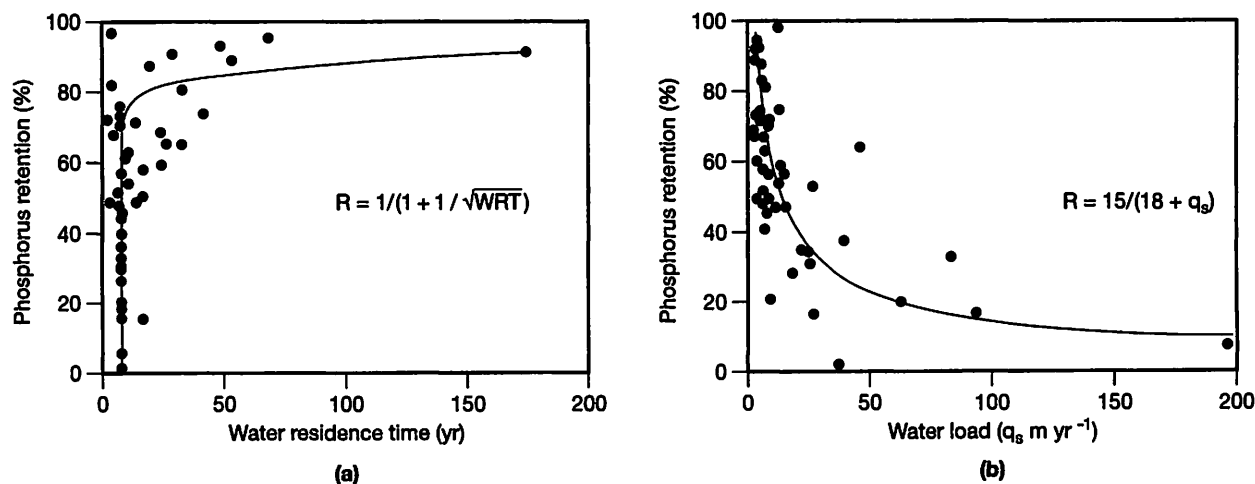 100
80
60
40
20
0
Phosphorus retention (%)
R = 1/(1 + 1 / √WRT)
0 50 100 150 200
Water residence time (yr)
(a)
100
80
60
40
20
0
Phosphorus retention (%)
R = 15/(18 + qₛ)
0 50 100 150 200
Water load (qₛ m yr ⁻¹)
(b)